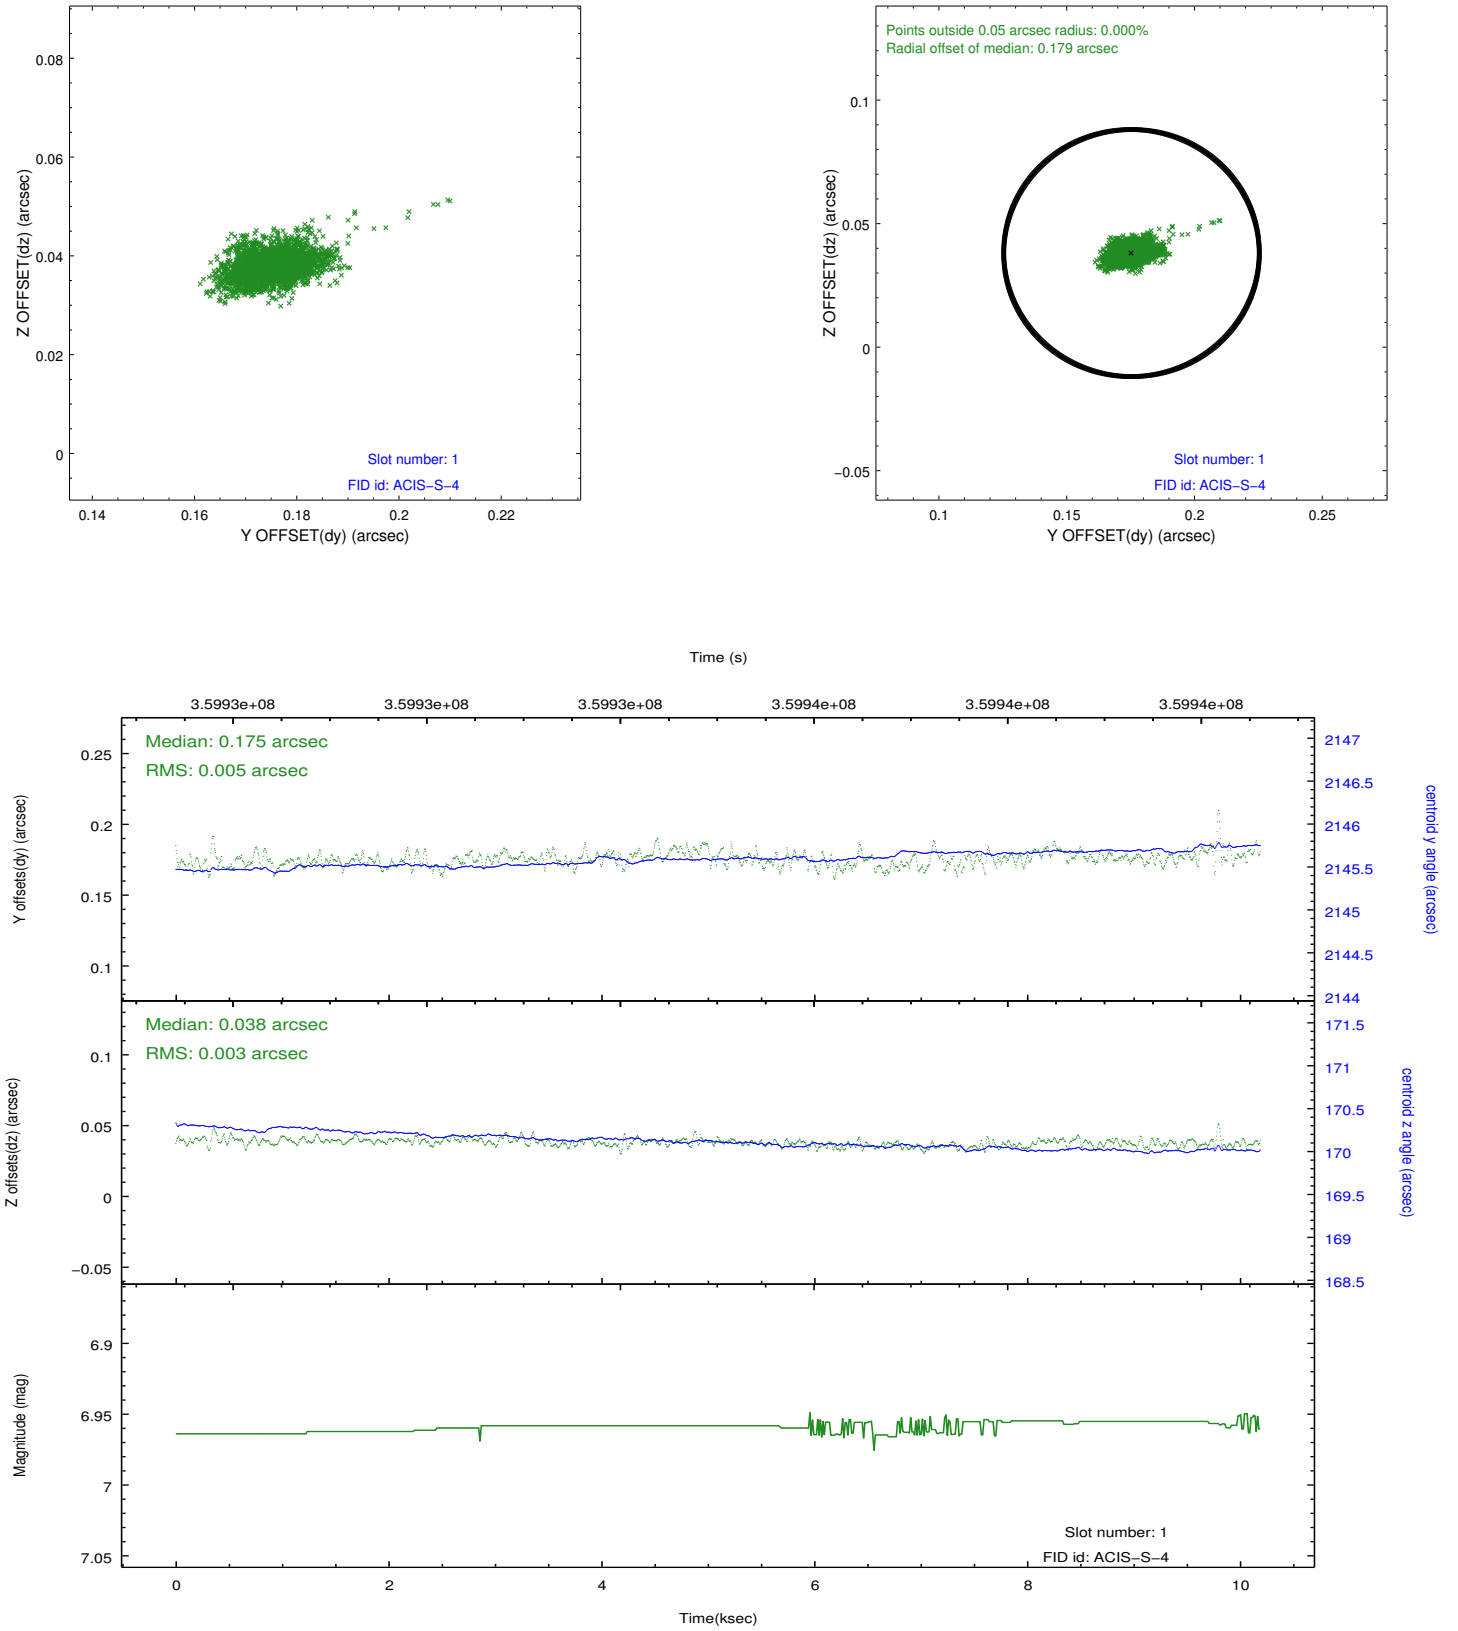 0.08
0.06
0.04
0.02
0
Z OFFSET(dz) (arcsec)
Slot number: 1
FID id: ACIS−S−4
0.14
0.16
0.18
0.2
0.22
Y OFFSET(dy) (arcsec)
Points outside 0.05 arcsec radius: 0.000%
Radial offset of median: 0.179 arcsec
0.1
0.05
0
−0.05
Z OFFSET(dz) (arcsec)
Slot number: 1
FID id: ACIS−S−4
0.1
0.15
0.2
0.25
Y OFFSET(dy) (arcsec)
Time (s)
3.5993e+08
3.5993e+08
3.5993e+08
3.5994e+08
3.5994e+08
3.5994e+08
Median: 0.175 arcsec
RMS: 0.005 arcsec
0.25
0.2
0.15
0.1
Y offsets(dy) (arcsec)
2147
2146.5
2146
2145.5
2145
2144.5
2144
centroid y angle (arcsec)
Median: 0.038 arcsec
RMS: 0.003 arcsec
0.1
0.05
0
−0.05
Z offsets(dz) (arcsec)
171.5
171
170.5
170
169.5
169
168.5
centroid z angle (arcsec)
6.9
6.95
7
7.05
Magnitude (mag)
Slot number: 1
FID id: ACIS−S−4
0
2
4
6
8
10
Time(ksec)